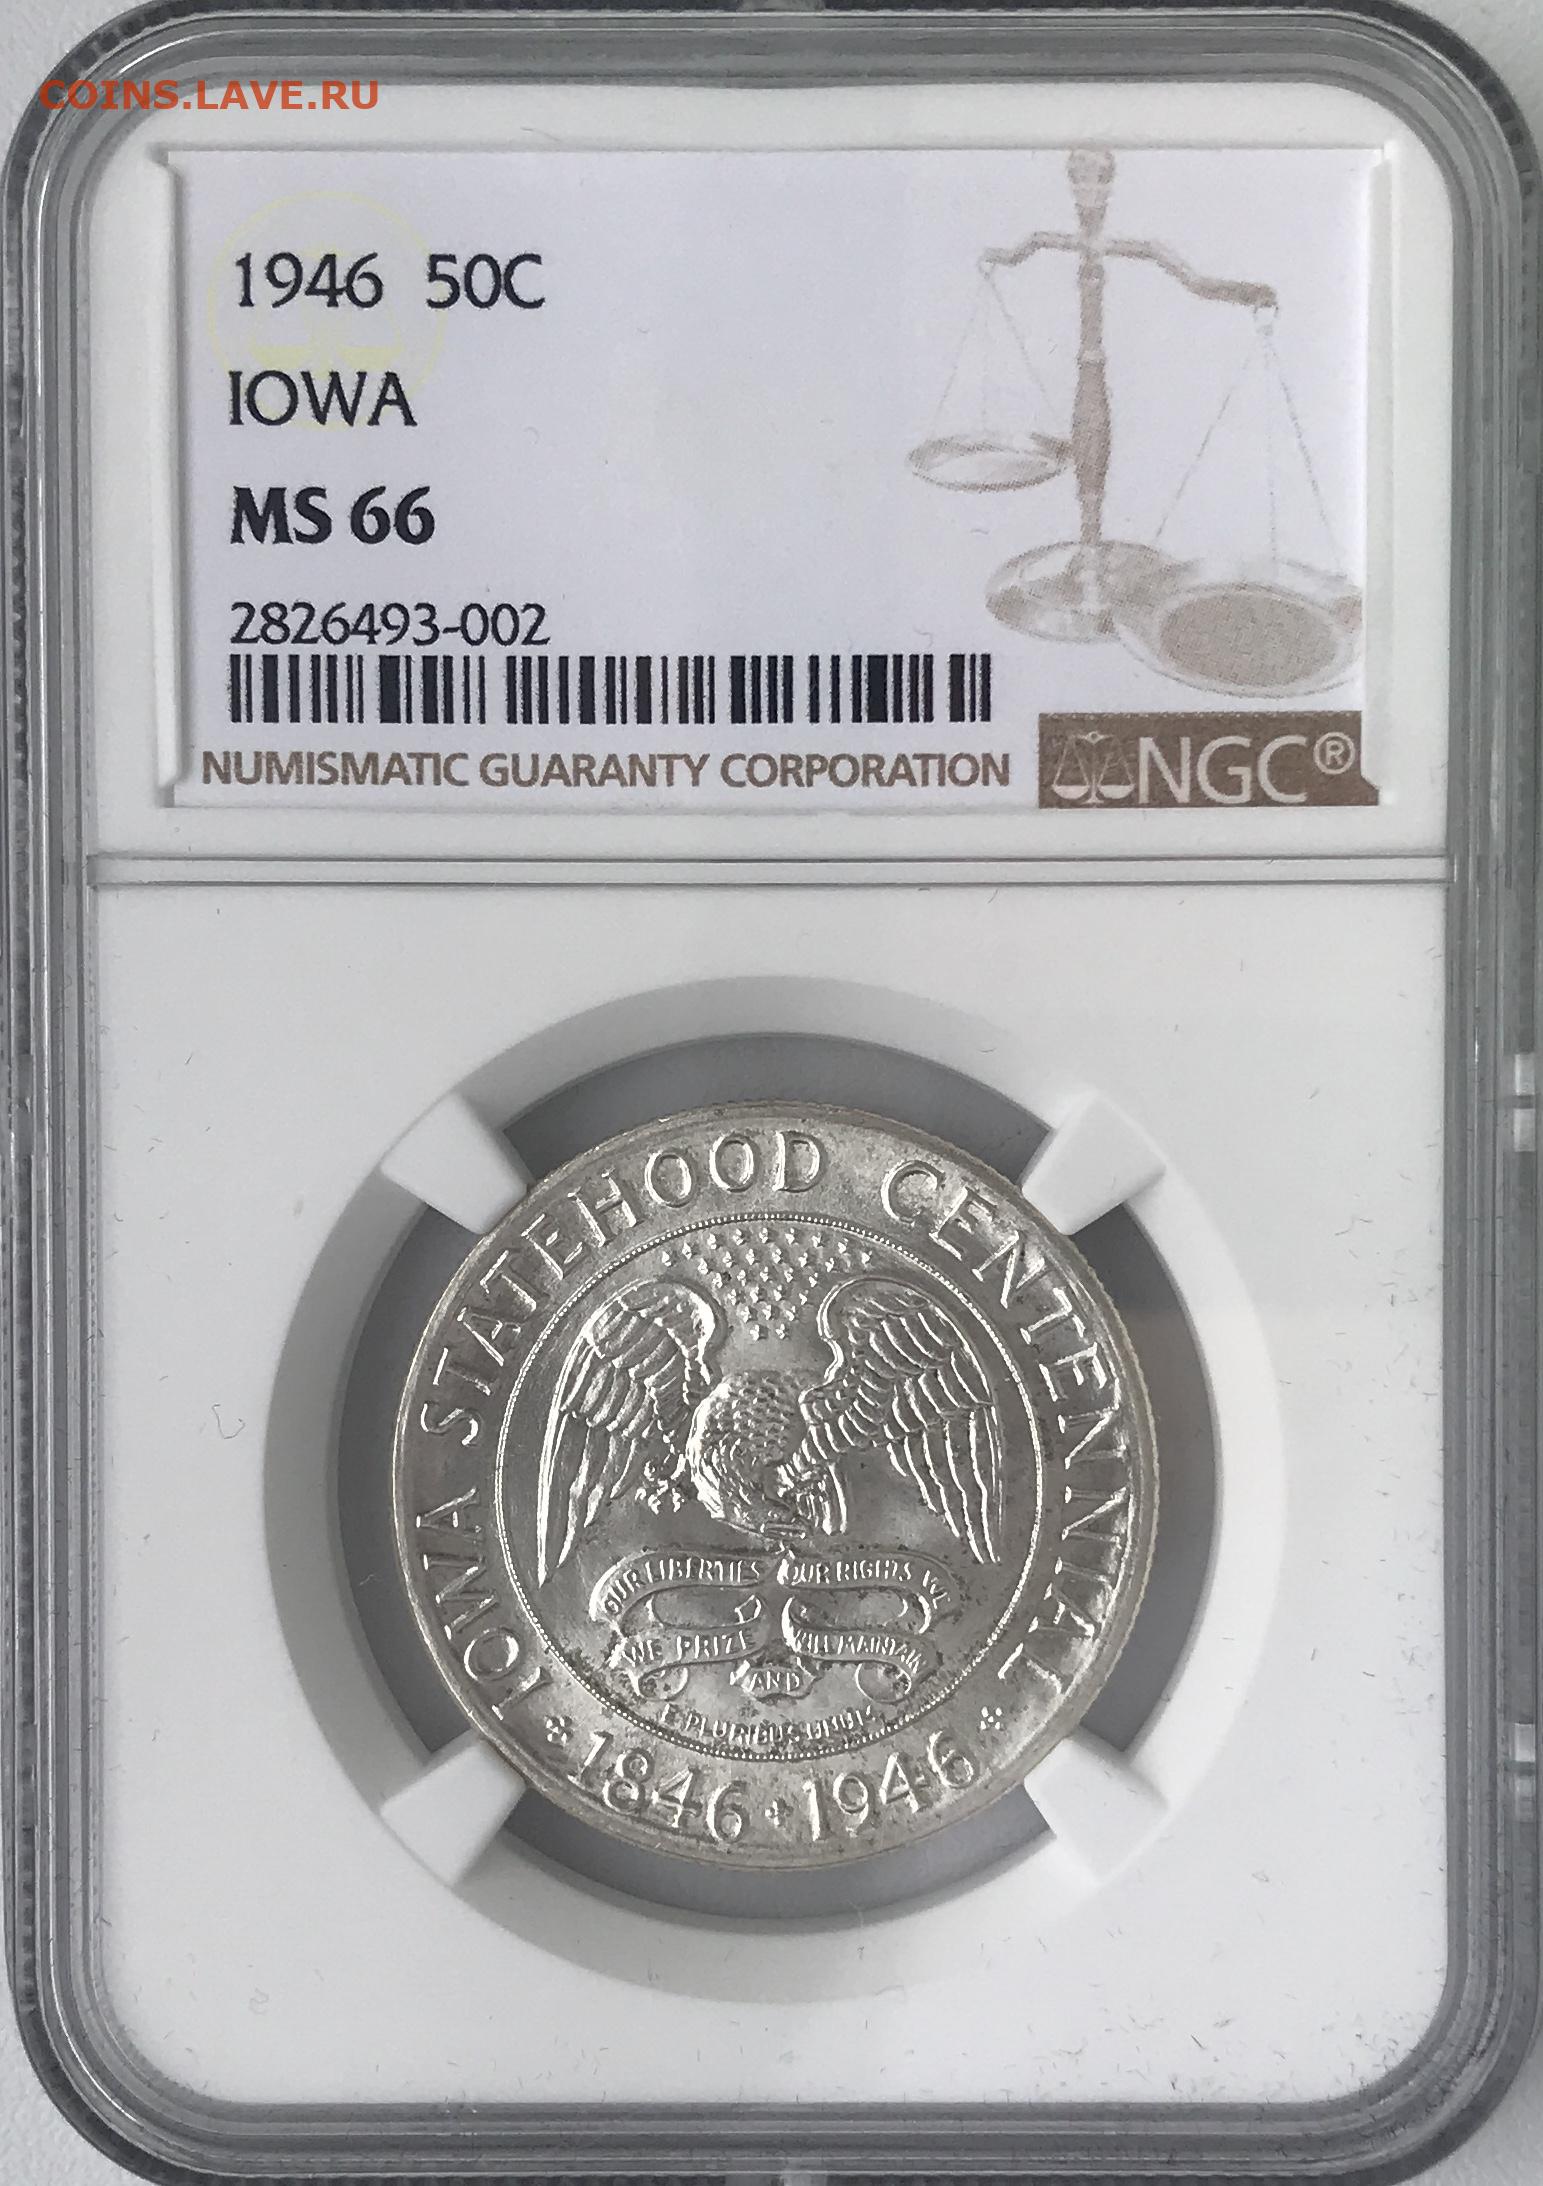 COINS.LAVE.RU
1946 50C
IOWA
MS 66
2826493-002
NUMISMATIC GUARANTY CORPORATION
NGC®
IOWA STATEHOOD CENTENNIAL
OUR LIBERTIES OUR RIGHTS WE
WE PRIZE WILL MAINTAIN
AND
E PLURIBUS UNUM
1846 1946